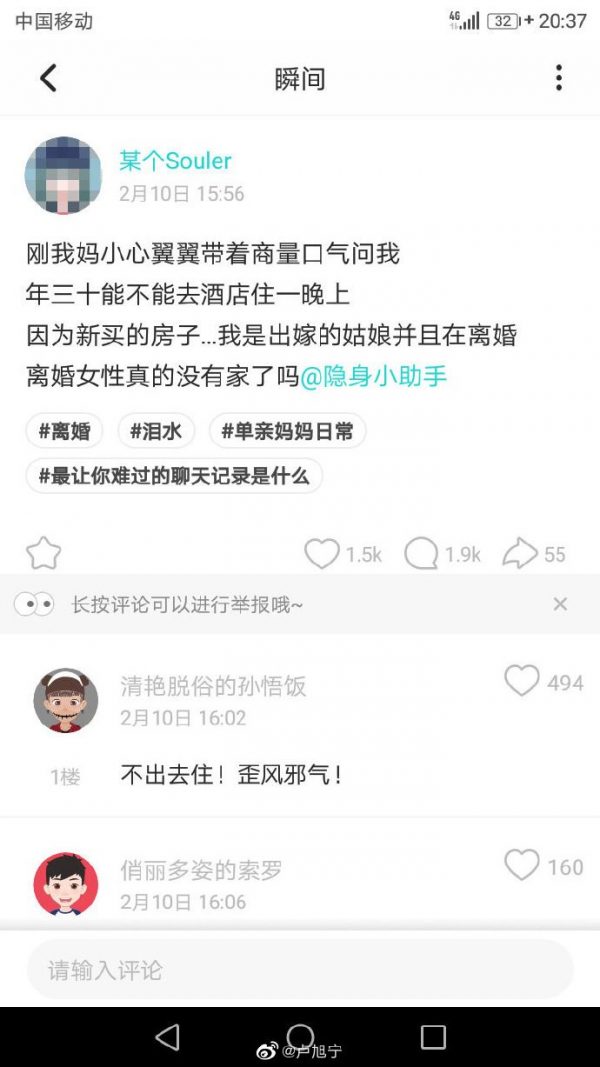 中国移动 4G 32 20:37
瞬间
某个Souler
2月10日 15:56
刚我妈小心翼翼带着商量口气问我
年三十能不能去酒店住一晚上
因为新买的房子...我是出嫁的姑娘并且在离婚
离婚女性真的没有家了吗@隐身小助手
#离婚 #泪水 #单亲妈妈日常
#最让你难过的聊天记录是什么
1.5k 1.9k 55
长按评论可以进行举报哦~
清艳脱俗的孙悟饭 494
2月10日 16:02
1楼 不出去住！歪风邪气！
俏丽多姿的索罗 160
2月10日 16:06
请输入评论
@卢旭宁